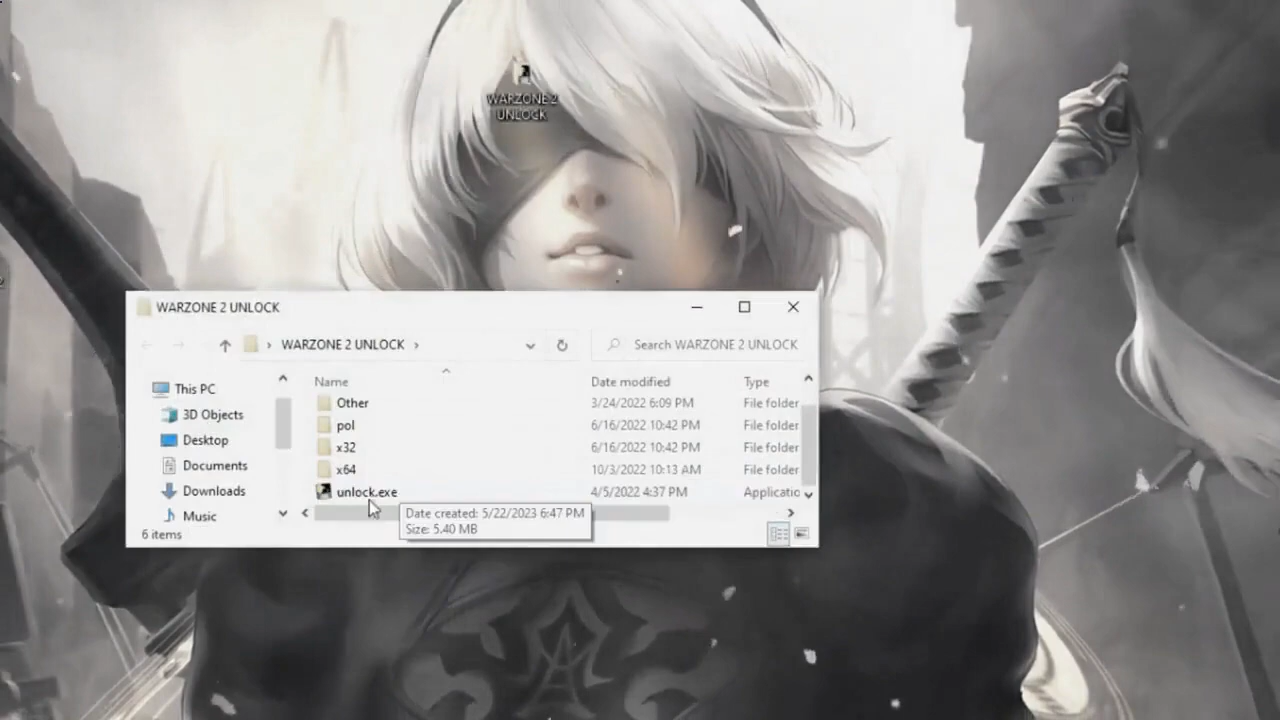 WARZONE 2
UNLOCK
WARZONE 2 UNLOCK
WARZONE 2 UNLOCK
Search WARZONE 2 UNLOCK
This PC
3D Objects
Desktop
Documents
Downloads
Music
Name Date modified Type
Other 3/24/2022 6:09 PM File folder
pol 6/16/2022 10:42 PM File folder
x32 6/16/2022 10:42 PM File folder
x64 10/3/2022 10:13 AM File folder
unlock.exe 4/5/2022 4:37 PM Applicatio
Date created: 5/22/2023 6:47 PM
Size: 5.40 MB
6 items